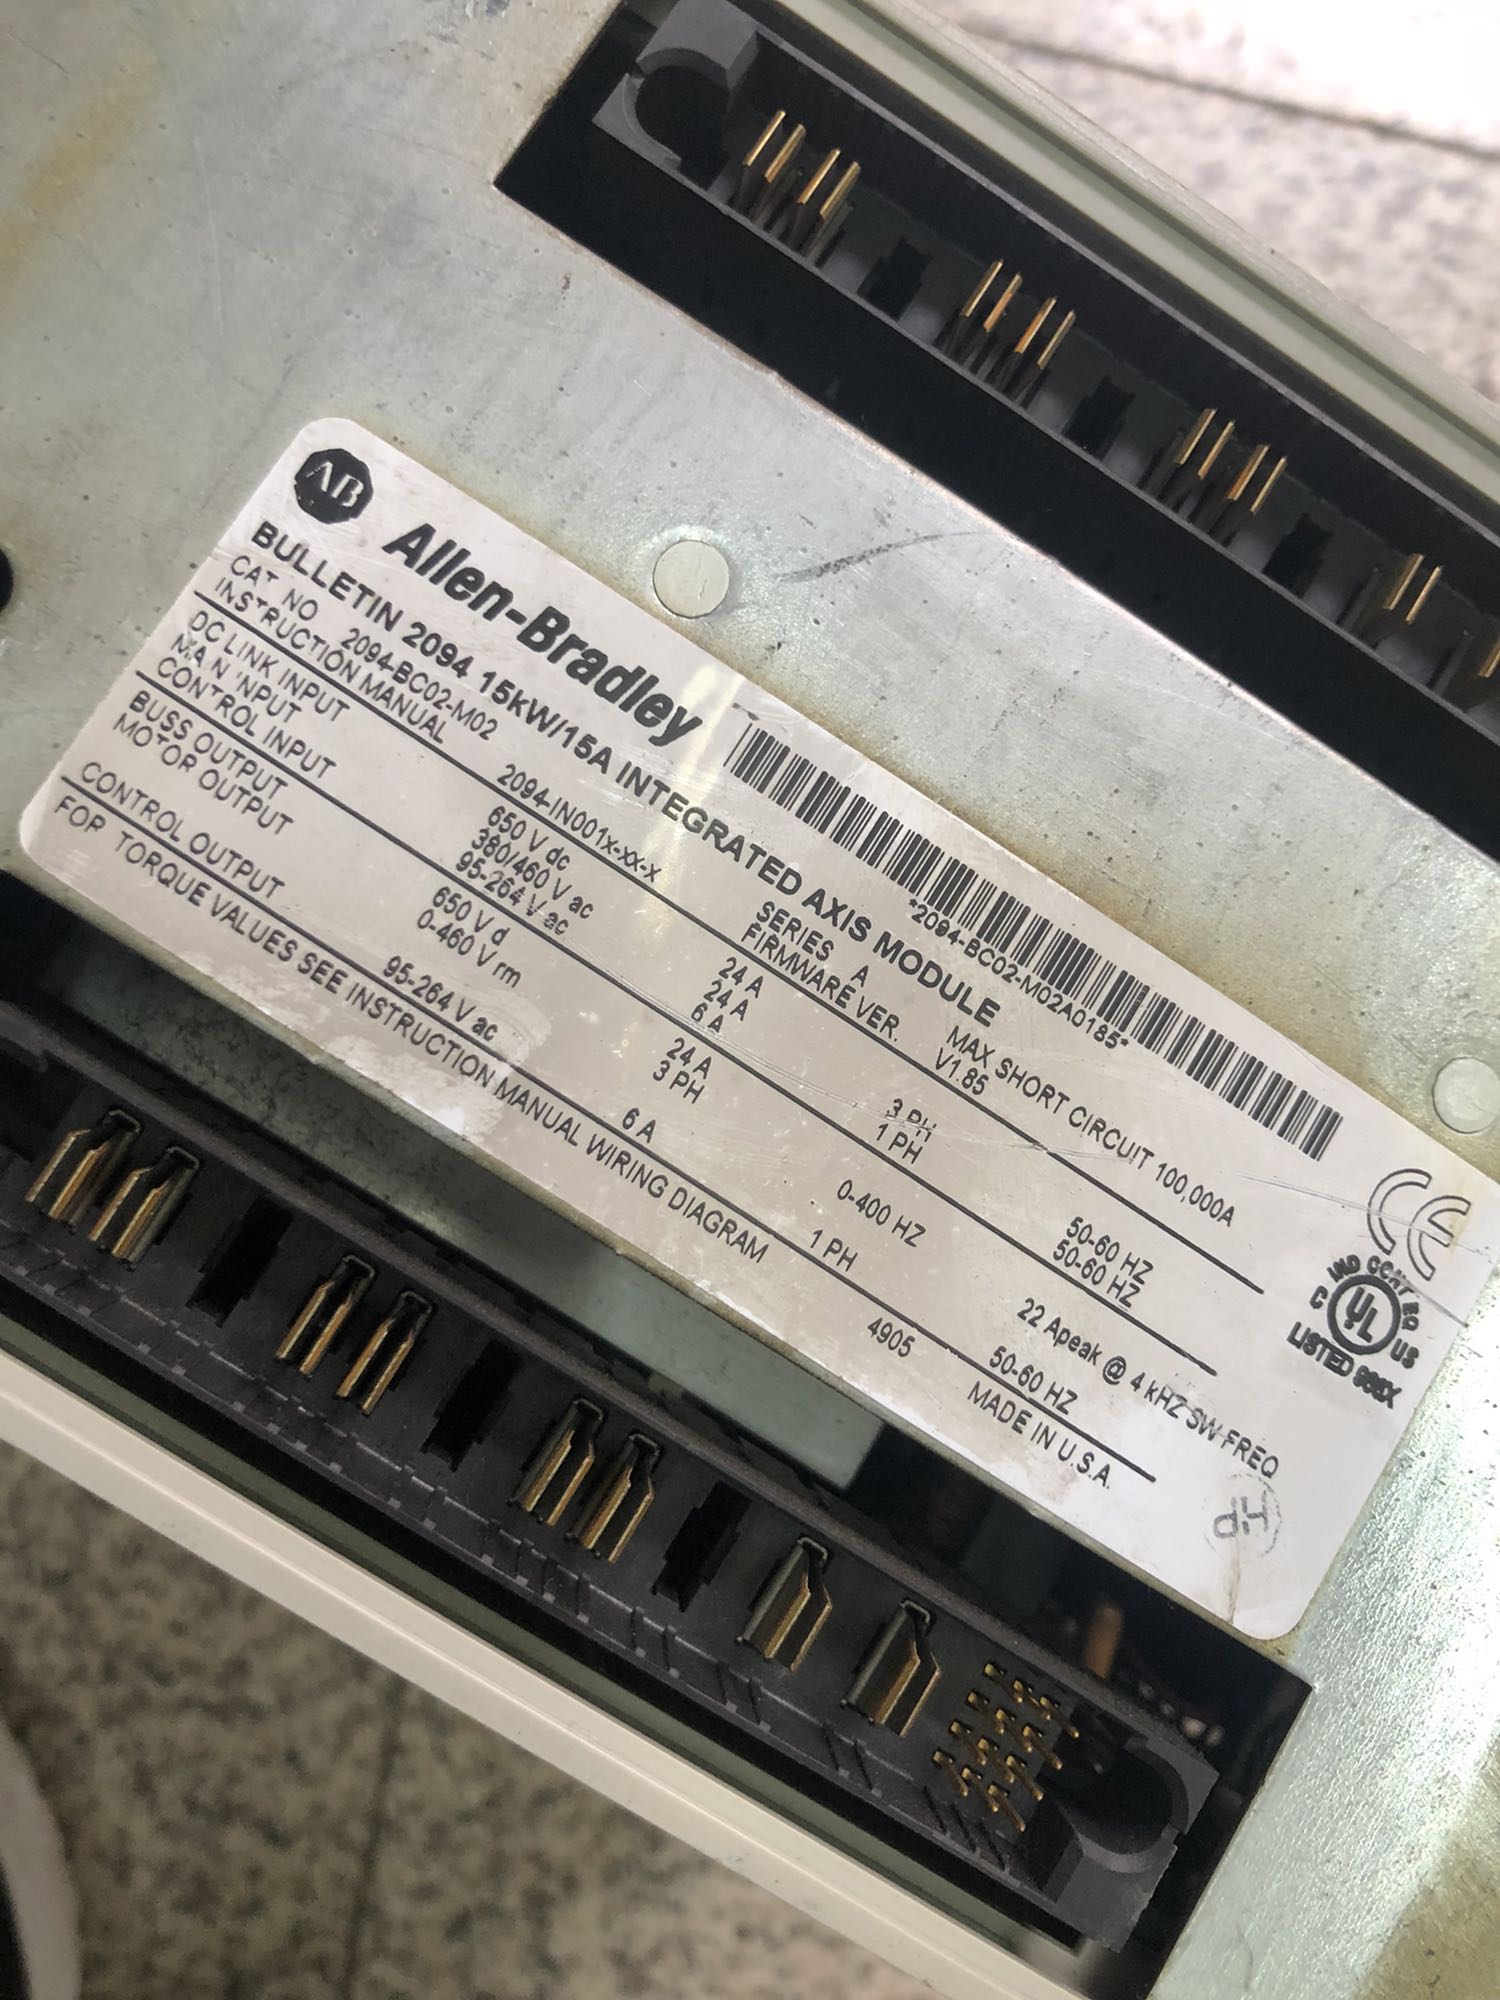 AB Allen-Bradley
*2094-BC02-M02A0185*
BULLETIN 2094 15kW/15A INTEGRATED AXIS MODULE
CAT NO 2094-BC02-M02 SERIES A MAX SHORT CIRCUIT 100,000A
INSTRUCTION MANUAL 2094-IN001X-XX-X FIRMWARE VER. V1.85
DC LINK INPUT 650 V dc 24 A
MAIN INPUT 380/460 V ac 24 A 3 PH 50-60 HZ
CONTROL INPUT 95-264 V ac 6 A 1 PH 50-60 HZ
BUSS OUTPUT 650 V d 24 A
MOTOR OUTPUT 0-460 V rm 3 PH 0-400 HZ 22 Apeak @ 4 kHZ SW FREQ
CONTROL OUTPUT 95-264 V ac 6 A 1 PH 50-60 HZ
FOR TORQUE VALUES SEE INSTRUCTION MANUAL WIRING DIAGRAM 4905 MADE IN U.S.A.
CE
IND CONT EQ
C UL US
LISTED